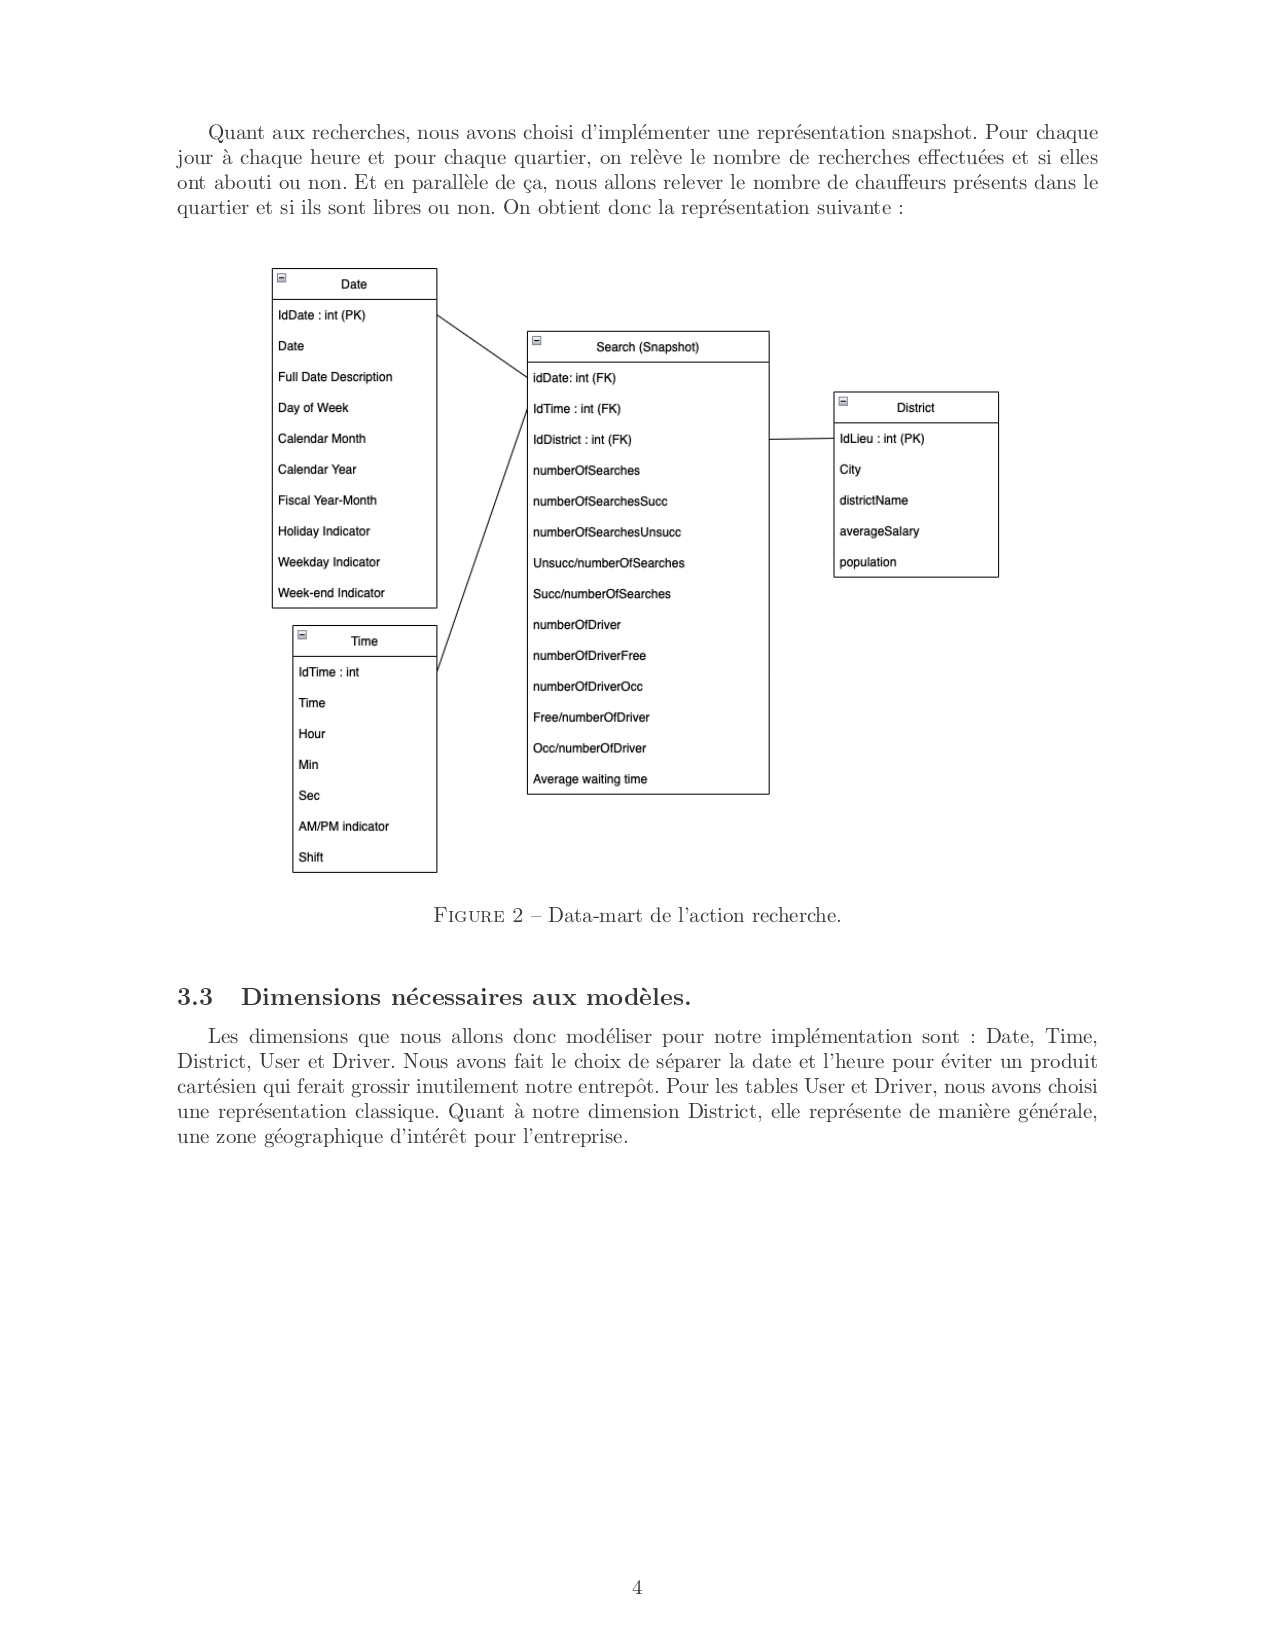 Quant aux recherches, nous avons choisi d'implémenter une représentation snapshot. Pour chaque
jour à chaque heure et pour chaque quartier, on relève le nombre de recherches effectuées et si elles
ont abouti ou non. Et en parallèle de ça, nous allons relever le nombre de chauffeurs présents dans le
quartier et si ils sont libres ou non. On obtient donc la représentation suivante :
Date
IdDate : int (PK)
Date
Full Date Description
Day of Week
Calendar Month
Calendar Year
Fiscal Year-Month
Holiday Indicator
Weekday Indicator
Week-end Indicator
Time
IdTime : int
Time
Hour
Min
Sec
AM/PM indicator
Shift
Search (Snapshot)
idDate: int (FK)
IdTime : int (FK)
IdDistrict : int (FK)
numberOfSearches
numberOfSearchesSucc
numberOfSearchesUnsucc
Unsucc/numberOfSearches
Succ/numberOfSearches
numberOfDriver
numberOfDriverFree
numberOfDriverOcc
Free/numberOfDriver
Occ/numberOfDriver
Average waiting time
District
IdLieu : int (PK)
City
districtName
averageSalary
population
Figure 2 – Data-mart de l'action recherche.
3.3 Dimensions nécessaires aux modèles.
Les dimensions que nous allons donc modéliser pour notre implémentation sont : Date, Time,
District, User et Driver. Nous avons fait le choix de séparer la date et l'heure pour éviter un produit
cartésien qui ferait grossir inutilement notre entrepôt. Pour les tables User et Driver, nous avons choisi
une représentation classique. Quant à notre dimension District, elle représente de manière générale,
une zone géographique d'intérêt pour l'entreprise.
4